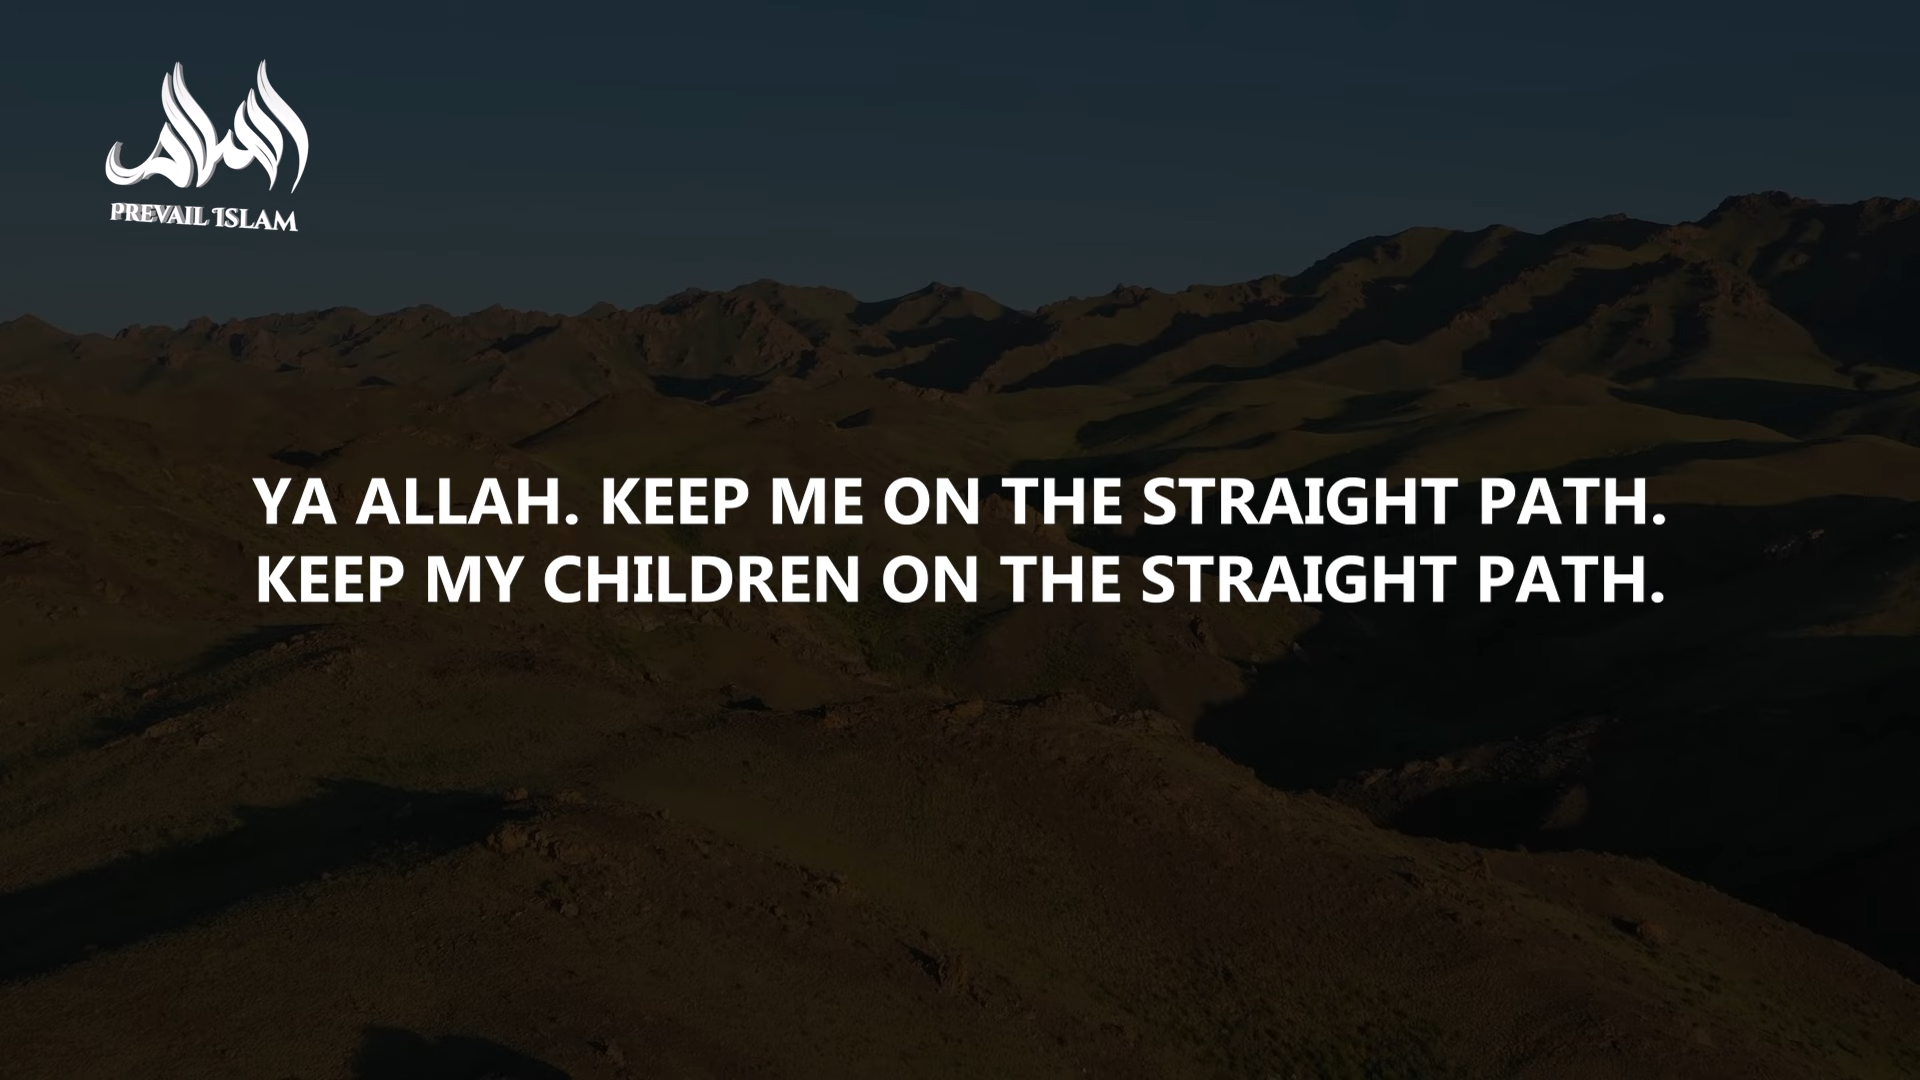 PREVAIL ISLAM
YA ALLAH. KEEP ME ON THE STRAIGHT PATH.
KEEP MY CHILDREN ON THE STRAIGHT PATH.